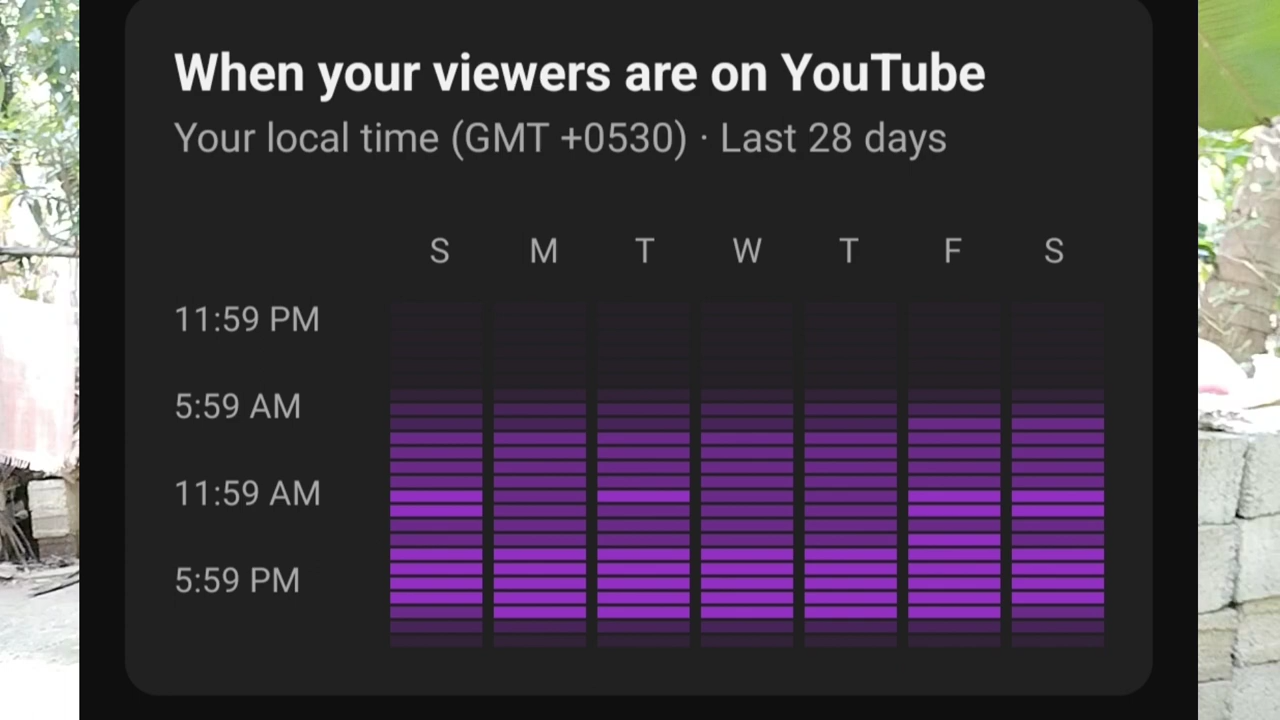 When your viewers are on YouTube
Your local time (GMT +0530) · Last 28 days
S M T W T F S
11:59 PM
5:59 AM
11:59 AM
5:59 PM